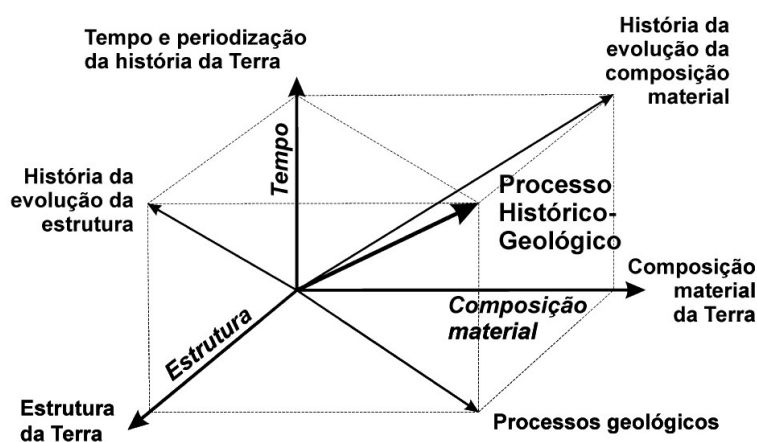 Tempo e periodização
da história da Terra
História da
evolução da
composição
material
História da
evolução da
estrutura
Tempo
Processo
Histórico-
Geológico
Composição
material
da Terra
Composição
material
Estrutura
Estrutura
da Terra
Processos geológicos